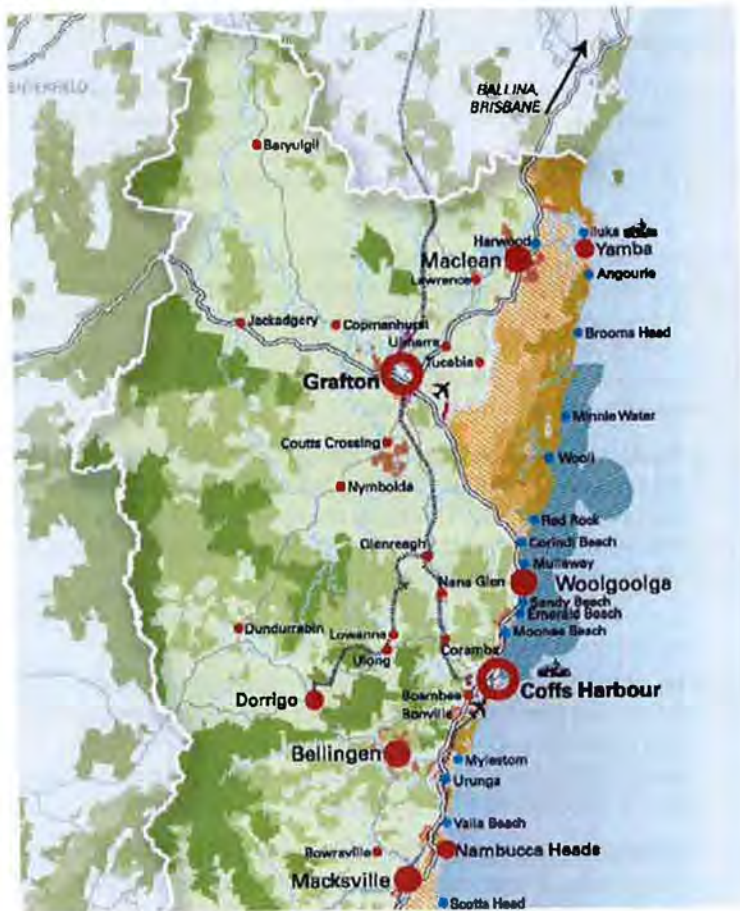 BALLINA,
BRISBANE
Baryulgil
Harwood
Iluka
Yamba
Maclean
Lawrence
Angourie
Jackadgery
Copmanhurst
Ulmarra
Brooms Head
Tucabia
Grafton
Minnie Water
Coutts Crossing
Wooli
Nymboida
Red Rock
Glenreagh
Corindi Beach
Mullaway
Nana Glen
Woolgoolga
Sandy Beach
Emerald Beach
Dundurrabin
Lowanna
Moonee Beach
Ulong
Coramba
Dorrigo
Boambee
Coffs Harbour
Bonville
Bellingen
Mylestom
Urunga
Valla Beach
Bowraville
Nambucca Heads
Macksville
Scotts Head